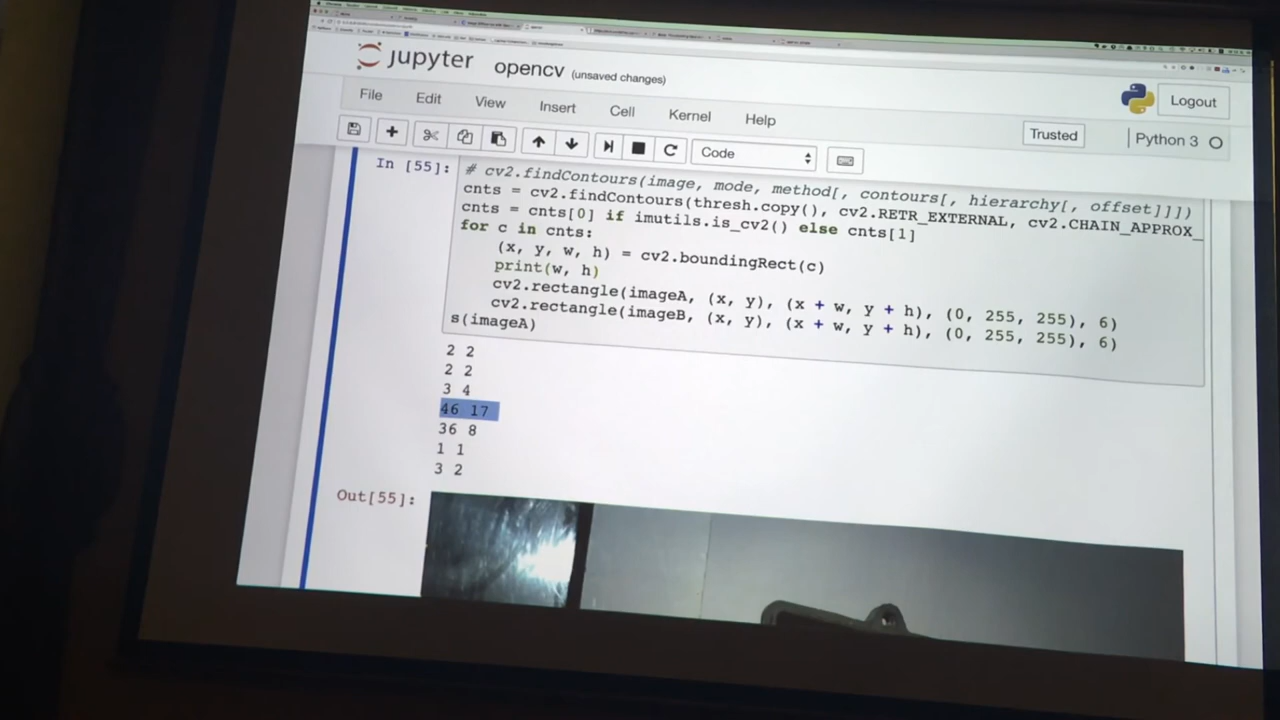 jupyter opencv (unsaved changes)
Logout
File Edit View Insert Cell Kernel Help
Trusted
Python 3
Code
In [55]:
# cv2.findContours(image, mode, method[, contours[, hierarchy[, offset]]])
cnts = cv2.findContours(thresh.copy(), cv2.RETR_EXTERNAL, cv2.CHAIN_APPROX_
cnts = cnts[0] if imutils.is_cv2() else cnts[1]
for c in cnts:
(x, y, w, h) = cv2.boundingRect(c)
print(w, h)
cv2.rectangle(imageA, (x, y), (x + w, y + h), (0, 255, 255), 6)
cv2.rectangle(imageB, (x, y), (x + w, y + h), (0, 255, 255), 6)
s(imageA)
2 2
2 2
3 4
46 17
36 8
1 1
3 2
Out[55]: